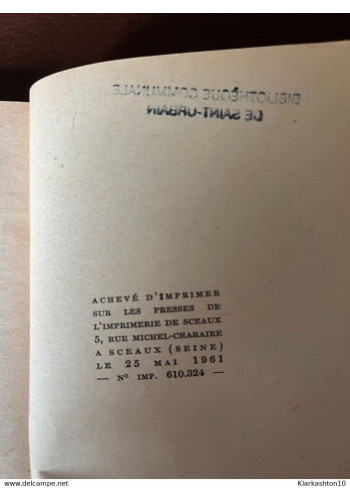 BIBLIOTHÈQUE COMMUNALE
DE SAINT-URBAIN
ACHEVÉ D'IMPRIMER
SUR LES PRESSES DE
L'IMPRIMERIE DE SCEAUX
5, RUE MICHEL-CHARAIRE
A SCEAUX (SEINE)
LE 25 MAI 1961
— Nº IMP. 610.324 —
www.delcampe.net
Klarkashton10